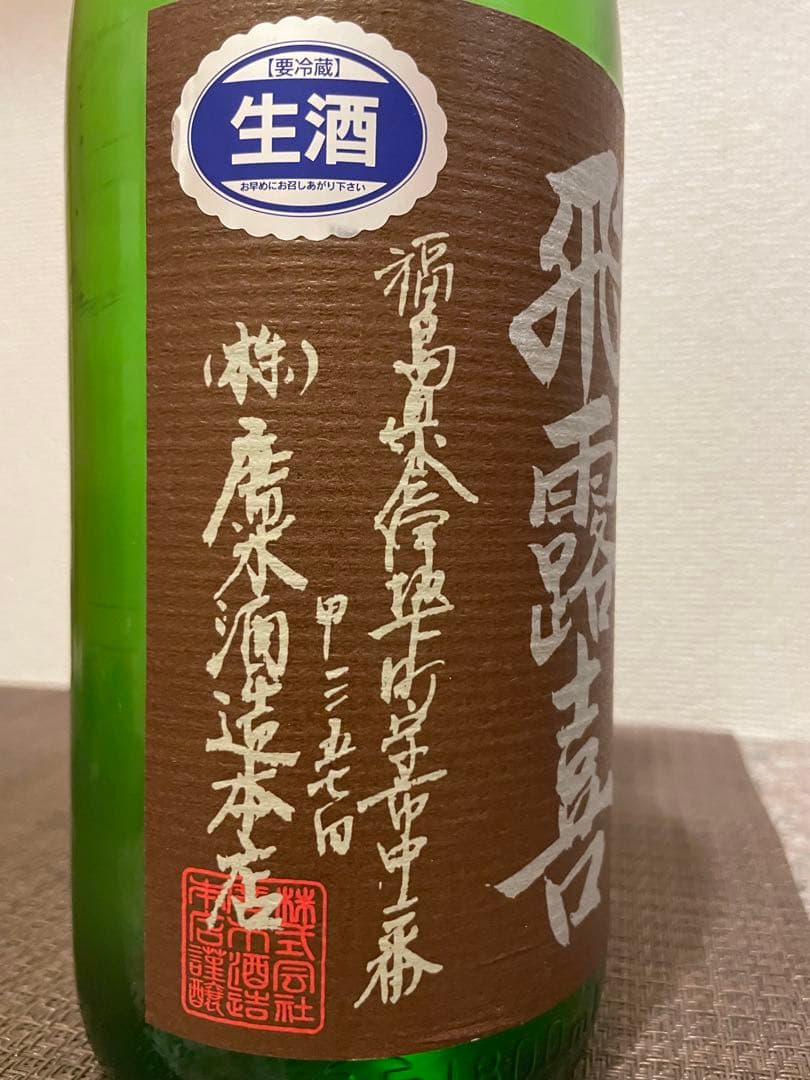 【要冷蔵】
生酒
お早めにお召しあがり下さい
飛露喜
福島県会津坂下町字市中二番
甲三五七四
(株)廣木酒造本店
株式会社
廣木酒造
本店謹醸
1800m